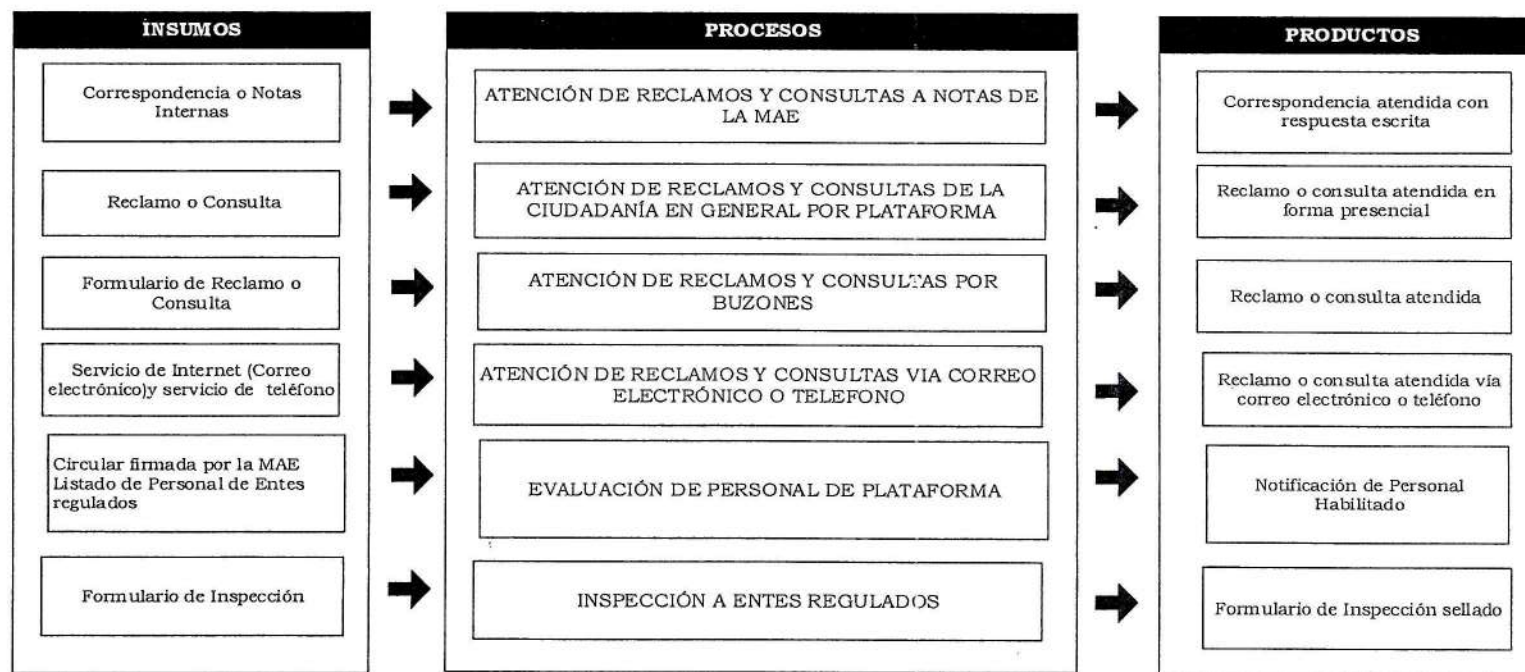 INSUMOS
Correspondencia o Notas
Internas
Reclamo o Consulta
Formulario de Reclamo o
Consulta
Servicio de Internet (Correo
electrónico)y servicio de teléfono
Circular firmada por la MAE
Listado de Personal de Entes
regulados
Formulario de Inspección
PROCESOS
ATENCIÓN DE RECLAMOS Y CONSULTAS A NOTAS DE
LA MAE
ATENCIÓN DE RECLAMOS Y CONSULTAS DE LA
CIUDADANÍA EN GENERAL POR PLATAFORMA
ATENCIÓN DE RECLAMOS Y CONSULTAS POR
BUZONES
ATENCIÓN DE RECLAMOS Y CONSULTAS VIA CORREO
ELECTRÓNICO O TELEFONO
EVALUACIÓN DE PERSONAL DE PLATAFORMA
INSPECCIÓN A ENTES REGULADOS
PRODUCTOS
Correspondencia atendida con
respuesta escrita
Reclamo o consulta atendida en
forma presencial
Reclamo o consulta atendida
Reclamo o consulta atendida vía
correo electrónico o teléfono
Notificación de Personal
Habilitado
Formulario de Inspección sellado